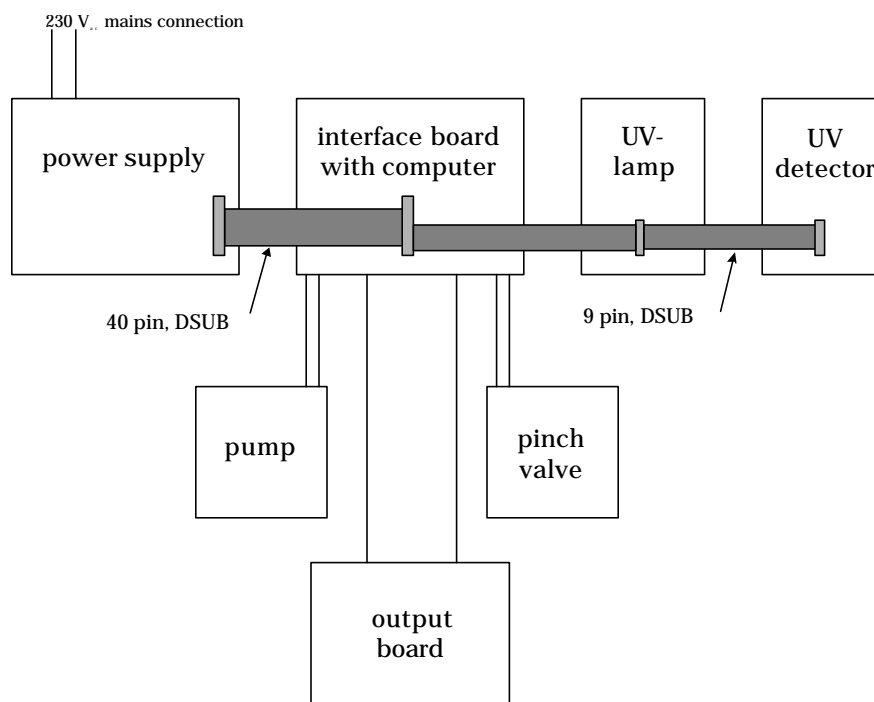 230 V mains connection
power supply
interface board
with computer
UV-
lamp
UV
detector
40 pin, DSUB
9 pin, DSUB
pump
pinch
valve
output
board